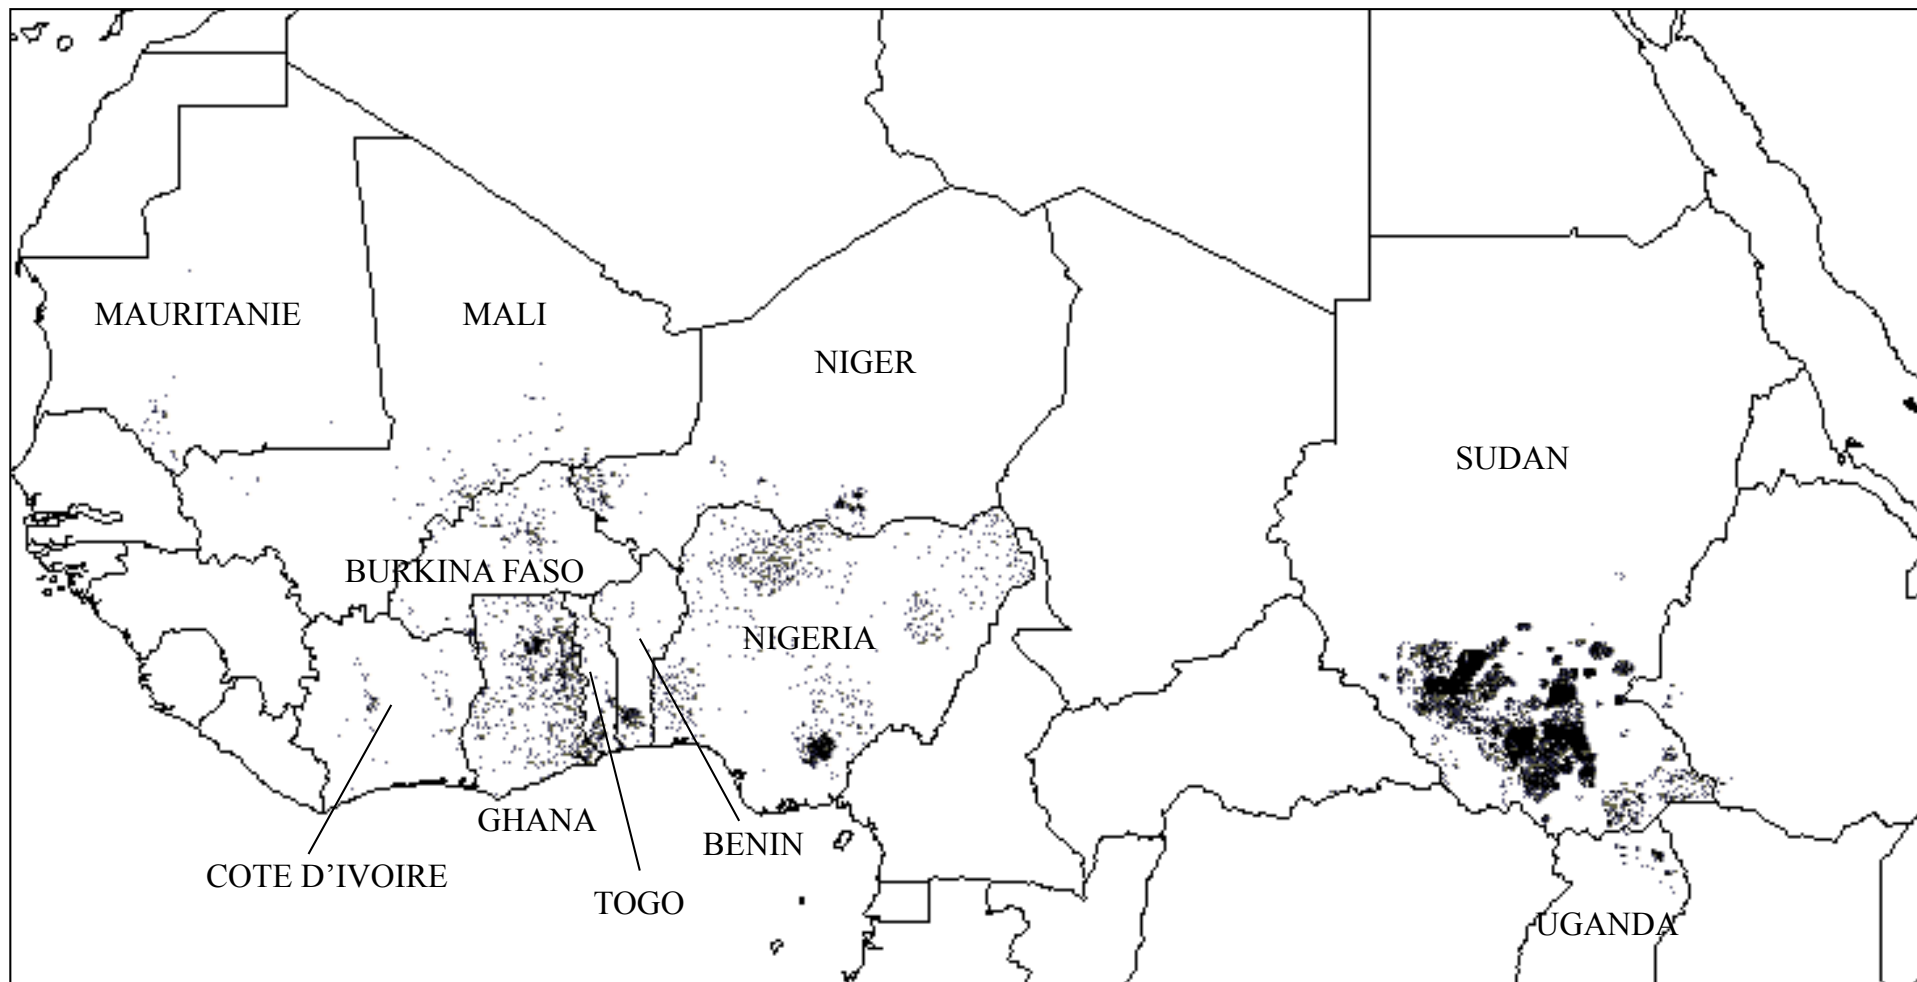 MAURITANIE
MALI
NIGER
SUDAN
BURKINA FASO
NIGERIA
GHANA
BENIN
COTE D’IVOIRE
TOGO
UGANDA